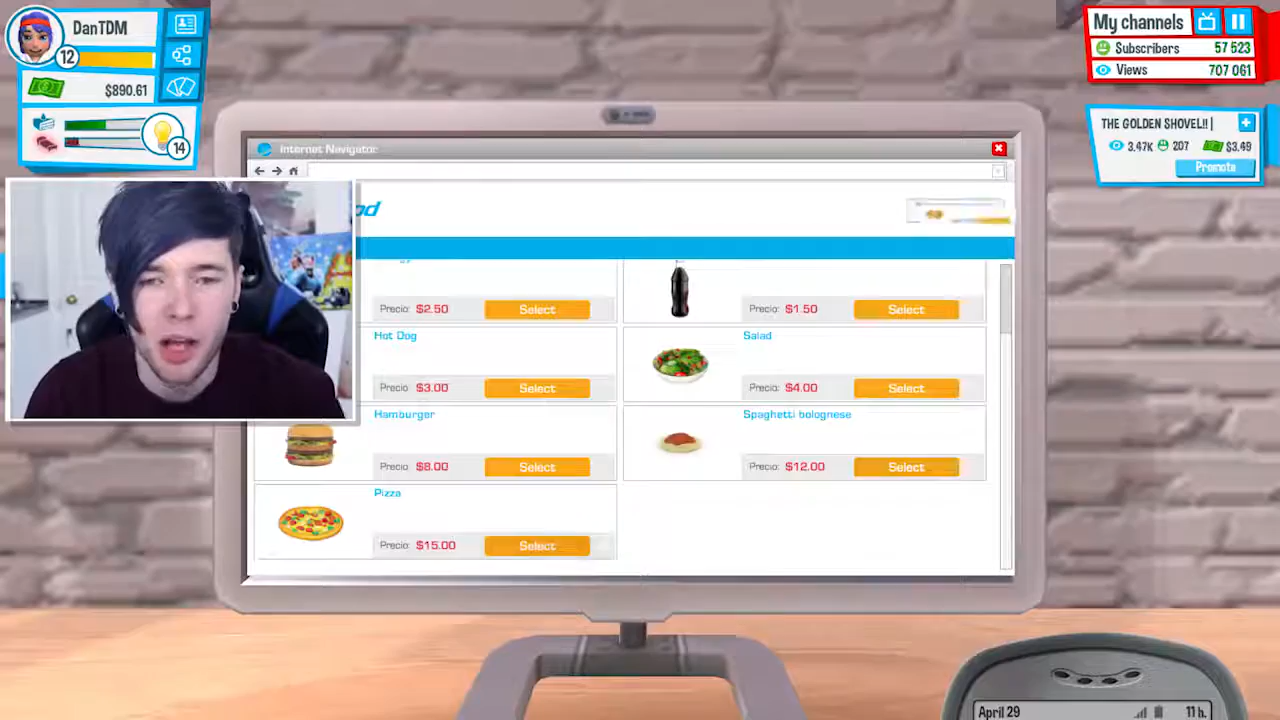 DanTDM
12
$890.61
14
My channels
Subscribers 57 523
Views 707 061
THE GOLDEN SHOVEL!! |
3.47K 207 $3.49
Promote
Internet Navigator
Precio: $2.50 Select
Precio: $1.50 Select
Hot Dog
Precio: $3.00 Select
Salad
Precio: $4.00 Select
Hamburger
Precio: $8.00 Select
Spaghetti bolognese
Precio: $12.00 Select
Pizza
Precio: $15.00 Select
April 29 11 h.